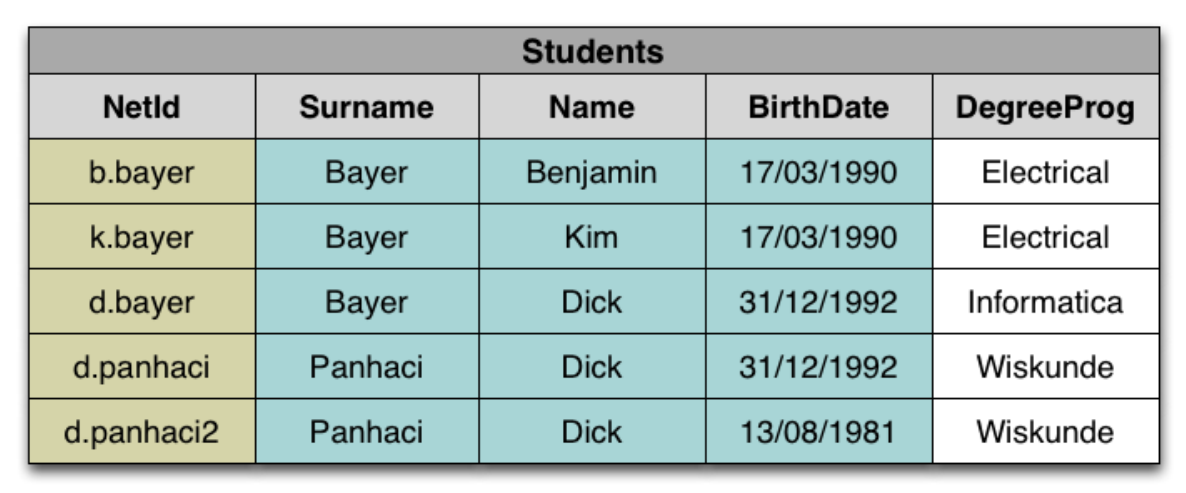 Students
NetId Surname Name BirthDate DegreeProg
b.bayer Bayer Benjamin 17/03/1990 Electrical
k.bayer Bayer Kim 17/03/1990 Electrical
d.bayer Bayer Dick 31/12/1992 Informatica
d.panhaci Panhaci Dick 31/12/1992 Wiskunde
d.panhaci2 Panhaci Dick 13/08/1981 Wiskunde